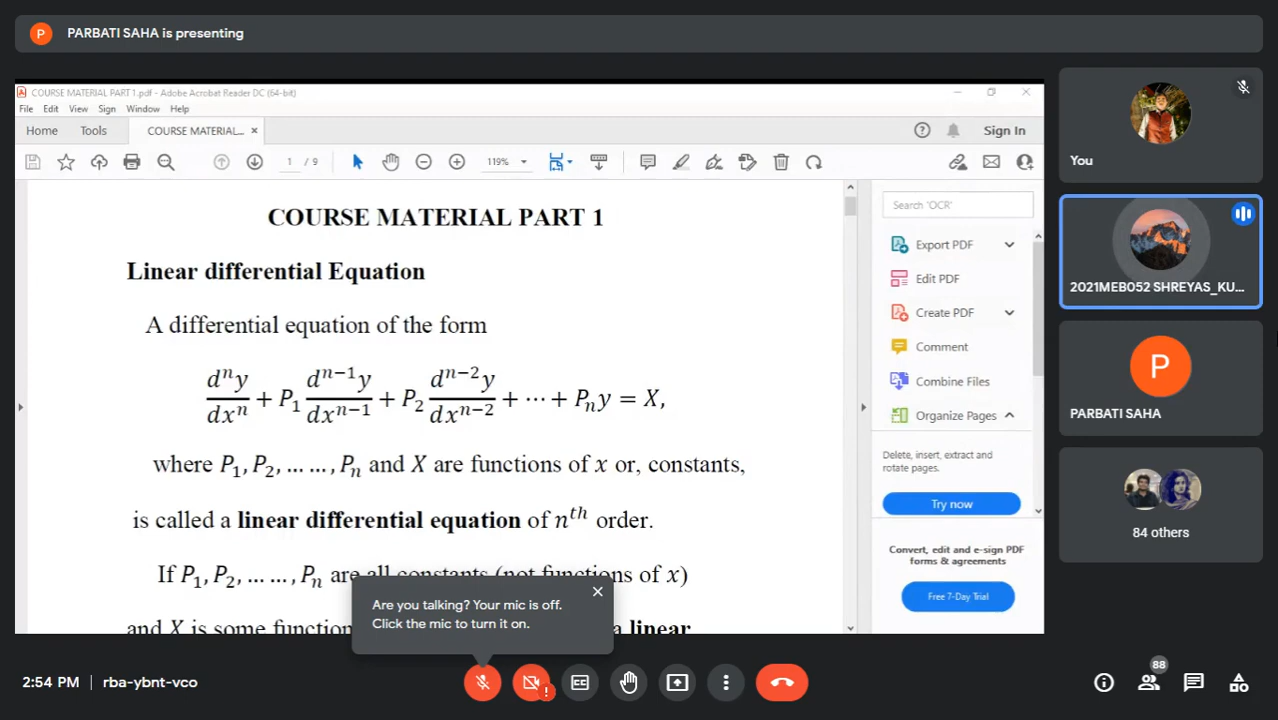 PARBATI SAHA is presenting
COURSE MATERIAL PART 1.pdf - Adobe Acrobat Reader DC (64-bit)
File Edit View Sign Window Help
Home Tools COURSE MATERIAL... × Sign In
1 / 9 119%
COURSE MATERIAL PART 1
Linear differential Equation
A differential equation of the form
dⁿy/dxⁿ + P₁ dⁿ⁻¹y/dxⁿ⁻¹ + P₂ dⁿ⁻²y/dxⁿ⁻² + ⋯ + Pₙy = X,
where P₁, P₂, … …, Pₙ and X are functions of x or, constants,
is called a linear differential equation of nᵗʰ order.
If P₁, P₂, … …, Pₙ are all constants (not functions of x)
and X is some function a linear
Search 'OCR'
Export PDF
Edit PDF
Create PDF
Comment
Combine Files
Organize Pages
Delete, insert, extract and
rotate pages.
Try now
Convert, edit and e-sign PDF
forms & agreements
Free 7-Day Trial
You
2021MEB052 SHREYAS_KU...
P
PARBATI SAHA
84 others
Are you talking? Your mic is off.
Click the mic to turn it on.
2:54 PM | rba-ybnt-vco
88